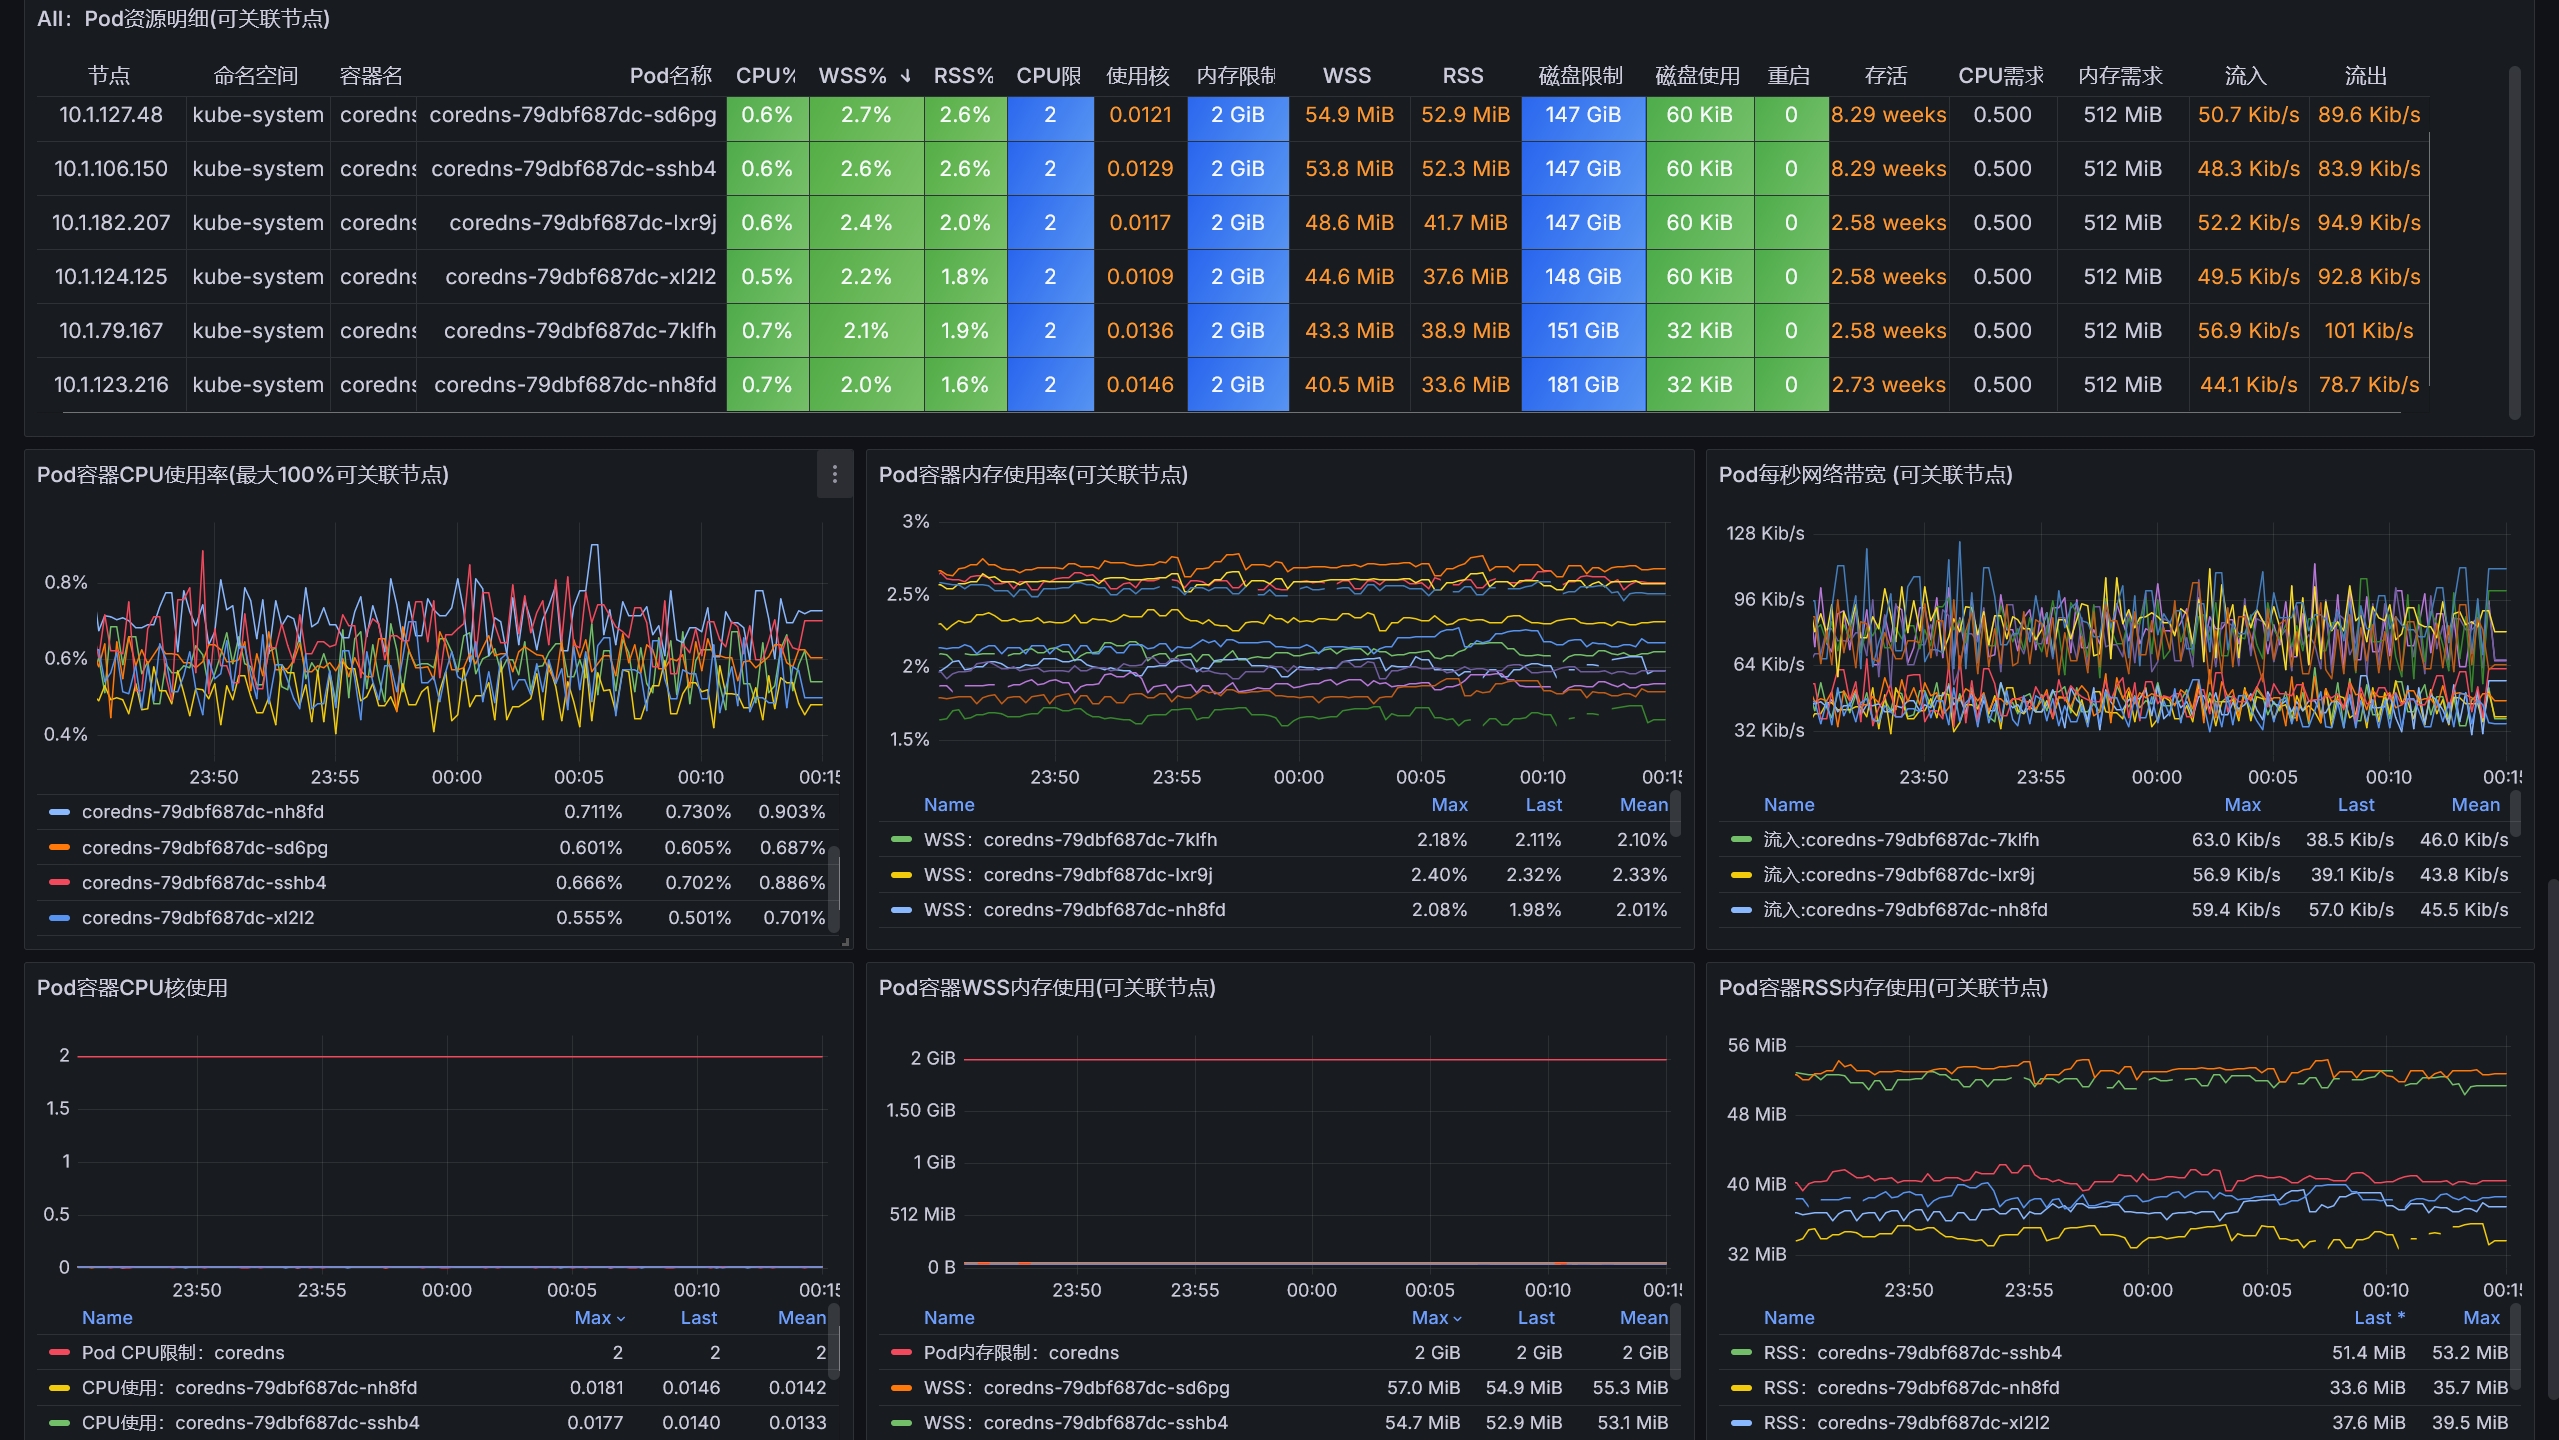 All：Pod资源明细(可关联节点)
节点 命名空间 容器名 Pod名称 CPU% WSS% RSS% CPU限 使用核 内存限制 WSS RSS 磁盘限制 磁盘使用 重启 存活 CPU需求 内存需求 流入 流出
10.1.127.48 kube-system coredns coredns-79dbf687dc-sd6pg 0.6% 2.7% 2.6% 2 0.0121 2 GiB 54.9 MiB 52.9 MiB 147 GiB 60 KiB 0 8.29 weeks 0.500 512 MiB 50.7 Kib/s 89.6 Kib/s
10.1.106.150 kube-system coredns coredns-79dbf687dc-sshb4 0.6% 2.6% 2.6% 2 0.0129 2 GiB 53.8 MiB 52.3 MiB 147 GiB 60 KiB 0 8.29 weeks 0.500 512 MiB 48.3 Kib/s 83.9 Kib/s
10.1.182.207 kube-system coredns coredns-79dbf687dc-lxr9j 0.6% 2.4% 2.0% 2 0.0117 2 GiB 48.6 MiB 41.7 MiB 147 GiB 60 KiB 0 2.58 weeks 0.500 512 MiB 52.2 Kib/s 94.9 Kib/s
10.1.124.125 kube-system coredns coredns-79dbf687dc-xl2l2 0.5% 2.2% 1.8% 2 0.0109 2 GiB 44.6 MiB 37.6 MiB 148 GiB 60 KiB 0 2.58 weeks 0.500 512 MiB 49.5 Kib/s 92.8 Kib/s
10.1.79.167 kube-system coredns coredns-79dbf687dc-7klfh 0.7% 2.1% 1.9% 2 0.0136 2 GiB 43.3 MiB 38.9 MiB 151 GiB 32 KiB 0 2.58 weeks 0.500 512 MiB 56.9 Kib/s 101 Kib/s
10.1.123.216 kube-system coredns coredns-79dbf687dc-nh8fd 0.7% 2.0% 1.6% 2 0.0146 2 GiB 40.5 MiB 33.6 MiB 181 GiB 32 KiB 0 2.73 weeks 0.500 512 MiB 44.1 Kib/s 78.7 Kib/s
Pod容器CPU使用率(最大100%可关联节点)
0.8%
0.6%
0.4%
23:50 23:55 00:00 00:05 00:10 00:15
coredns-79dbf687dc-nh8fd 0.711% 0.730% 0.903%
coredns-79dbf687dc-sd6pg 0.601% 0.605% 0.687%
coredns-79dbf687dc-sshb4 0.666% 0.702% 0.886%
coredns-79dbf687dc-xl2l2 0.555% 0.501% 0.701%
Pod容器内存使用率(可关联节点)
3%
2.5%
2%
1.5%
23:50 23:55 00:00 00:05 00:10 00:15
Name Max Last Mean
WSS：coredns-79dbf687dc-7klfh 2.18% 2.11% 2.10%
WSS：coredns-79dbf687dc-lxr9j 2.40% 2.32% 2.33%
WSS：coredns-79dbf687dc-nh8fd 2.08% 1.98% 2.01%
Pod每秒网络带宽 (可关联节点)
128 Kib/s
96 Kib/s
64 Kib/s
32 Kib/s
23:50 23:55 00:00 00:05 00:10 00:15
Name Max Last Mean
流入:coredns-79dbf687dc-7klfh 63.0 Kib/s 38.5 Kib/s 46.0 Kib/s
流入:coredns-79dbf687dc-lxr9j 56.9 Kib/s 39.1 Kib/s 43.8 Kib/s
流入:coredns-79dbf687dc-nh8fd 59.4 Kib/s 57.0 Kib/s 45.5 Kib/s
Pod容器CPU核使用
2
1.5
1
0.5
0
23:50 23:55 00:00 00:05 00:10 00:15
Name Max Last Mean
Pod CPU限制：coredns 2 2 2
CPU使用：coredns-79dbf687dc-nh8fd 0.0181 0.0146 0.0142
CPU使用：coredns-79dbf687dc-sshb4 0.0177 0.0140 0.0133
Pod容器WSS内存使用(可关联节点)
2 GiB
1.50 GiB
1 GiB
512 MiB
0 B
23:50 23:55 00:00 00:05 00:10 00:15
Name Max Last Mean
Pod内存限制：coredns 2 GiB 2 GiB 2 GiB
WSS：coredns-79dbf687dc-sd6pg 57.0 MiB 54.9 MiB 55.3 MiB
WSS：coredns-79dbf687dc-sshb4 54.7 MiB 52.9 MiB 53.1 MiB
Pod容器RSS内存使用(可关联节点)
56 MiB
48 MiB
40 MiB
32 MiB
23:50 23:55 00:00 00:05 00:10 00:15
Name Last * Max
RSS：coredns-79dbf687dc-sshb4 51.4 MiB 53.2 MiB
RSS：coredns-79dbf687dc-nh8fd 33.6 MiB 35.7 MiB
RSS：coredns-79dbf687dc-xl2l2 37.6 MiB 39.5 MiB